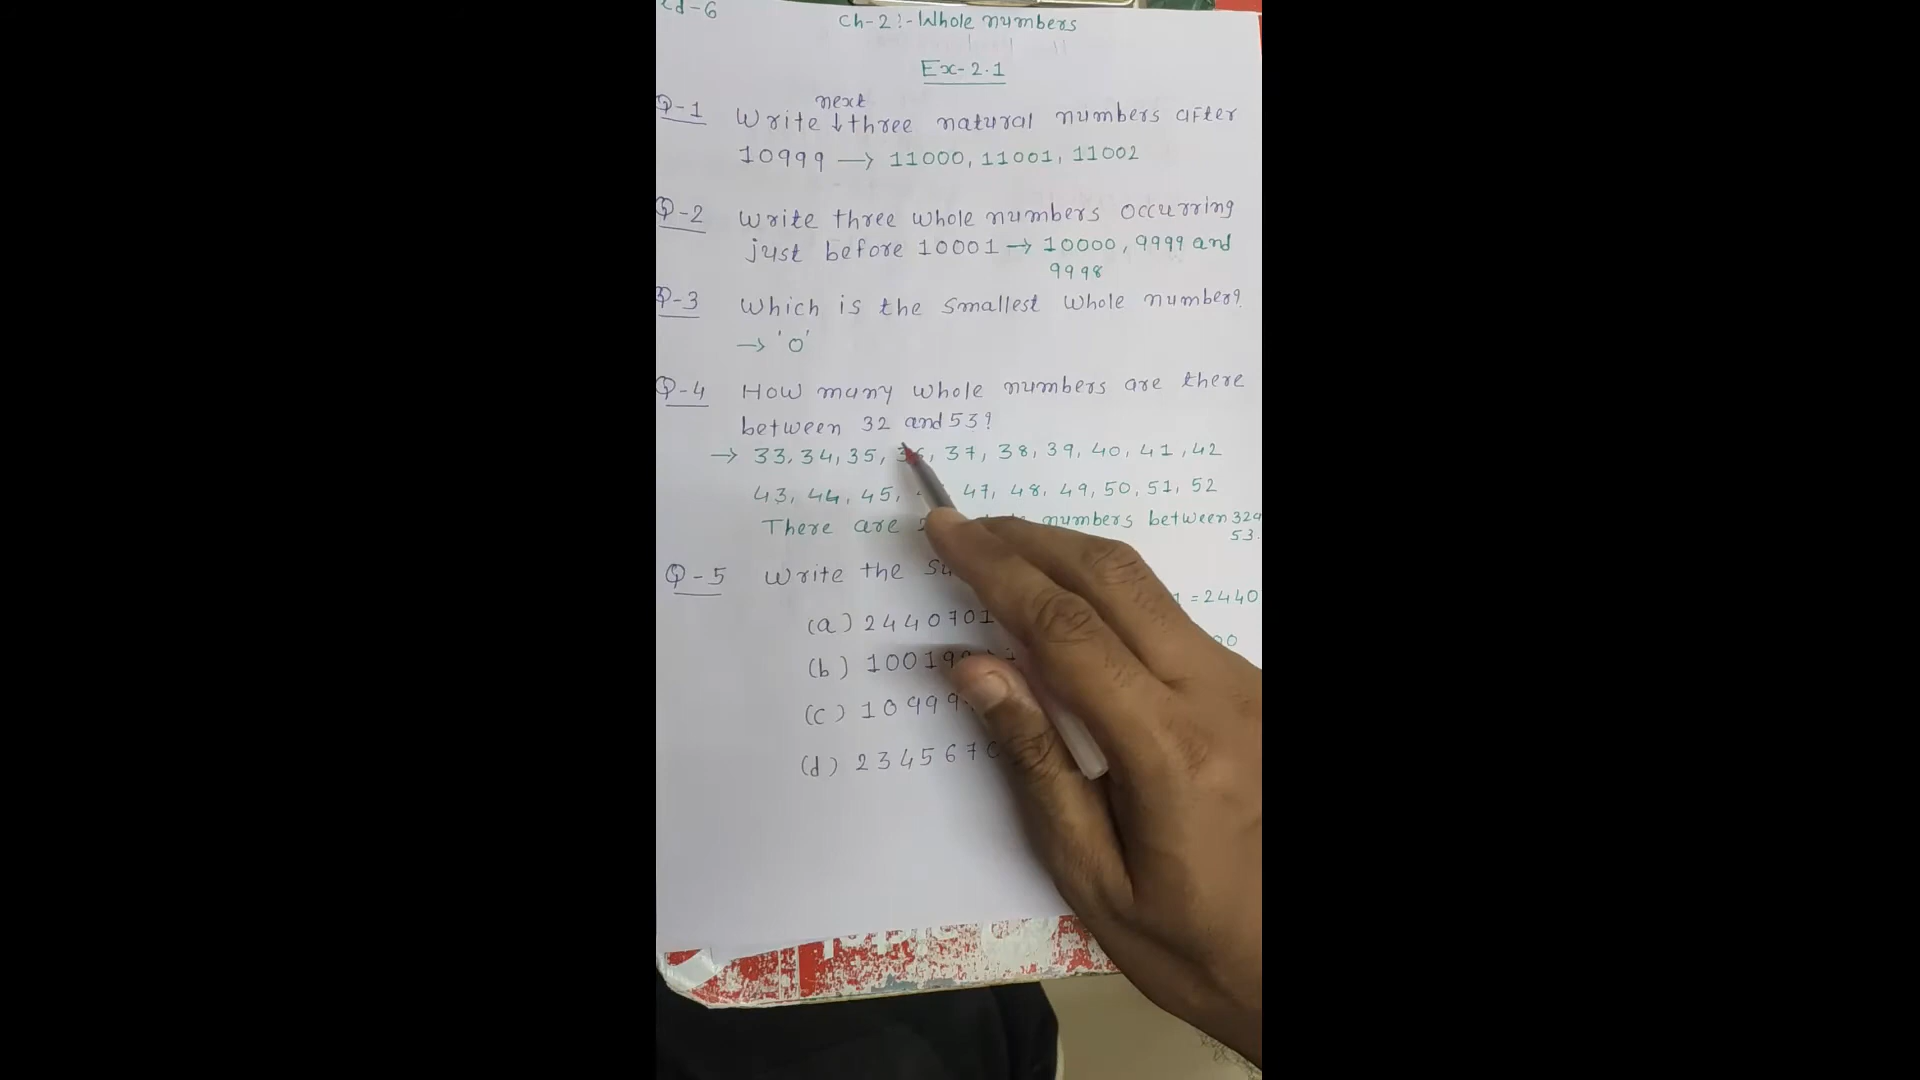 Ch-2:-Whole numbers
Ex-2.1
next
Q-1 Write ↓ three natural numbers after
10999 → 11000, 11001, 11002
Q-2 Write three whole numbers occurring
just before 10001 → 10000, 9999 and
9998
Q-3 Which is the smallest whole number?
→ '0'
Q-4 How many whole numbers are there
between 32 and 53?
→ 33, 34, 35, 37, 38, 39, 40, 41, 42
43, 44, 45, 47, 48, 49, 50, 51, 52
There are numbers between 32
53.
Q-5 Write the
= 2440
(a) 2440701
(b) 10019
(c) 10999
(d) 234567